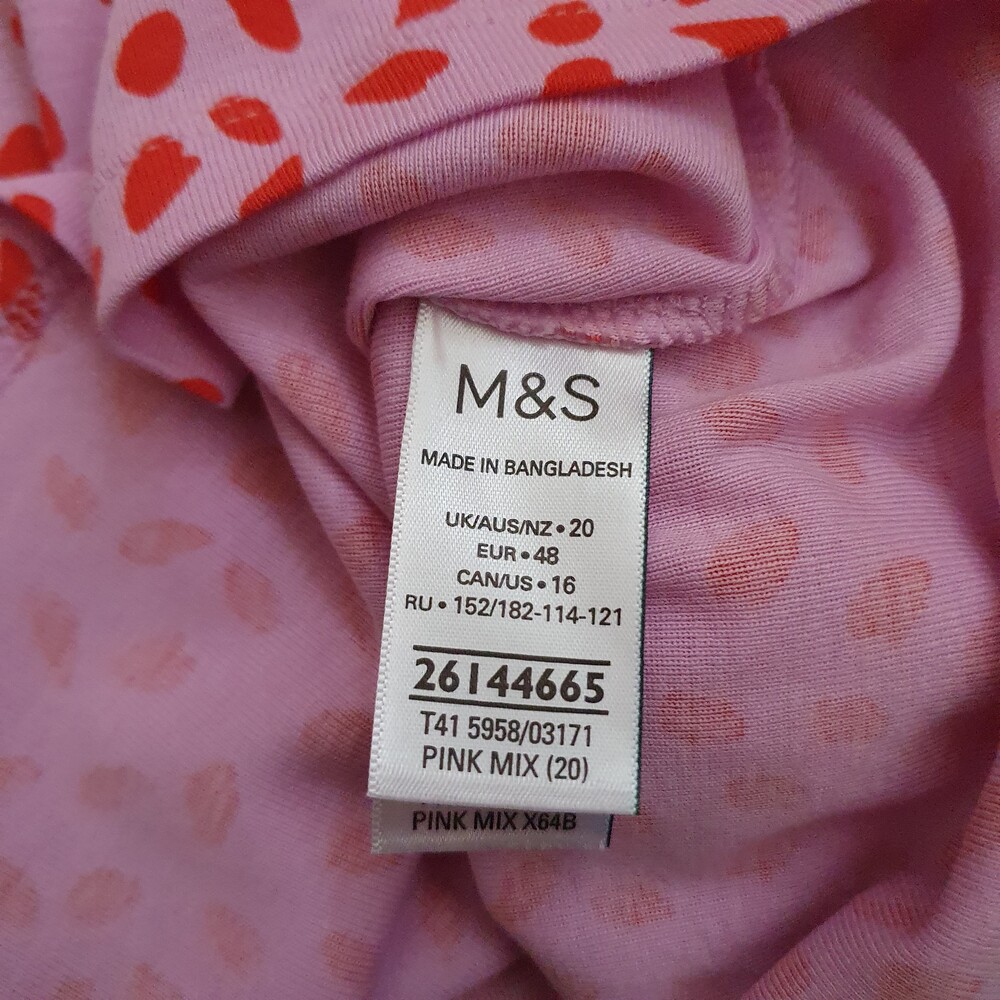 M&S
MADE IN BANGLADESH
UK/AUS/NZ • 20
EUR • 48
CAN/US • 16
RU • 152/182-114-121
26144665
T41 5958/03171
PINK MIX (20)
PINK MIX X64B